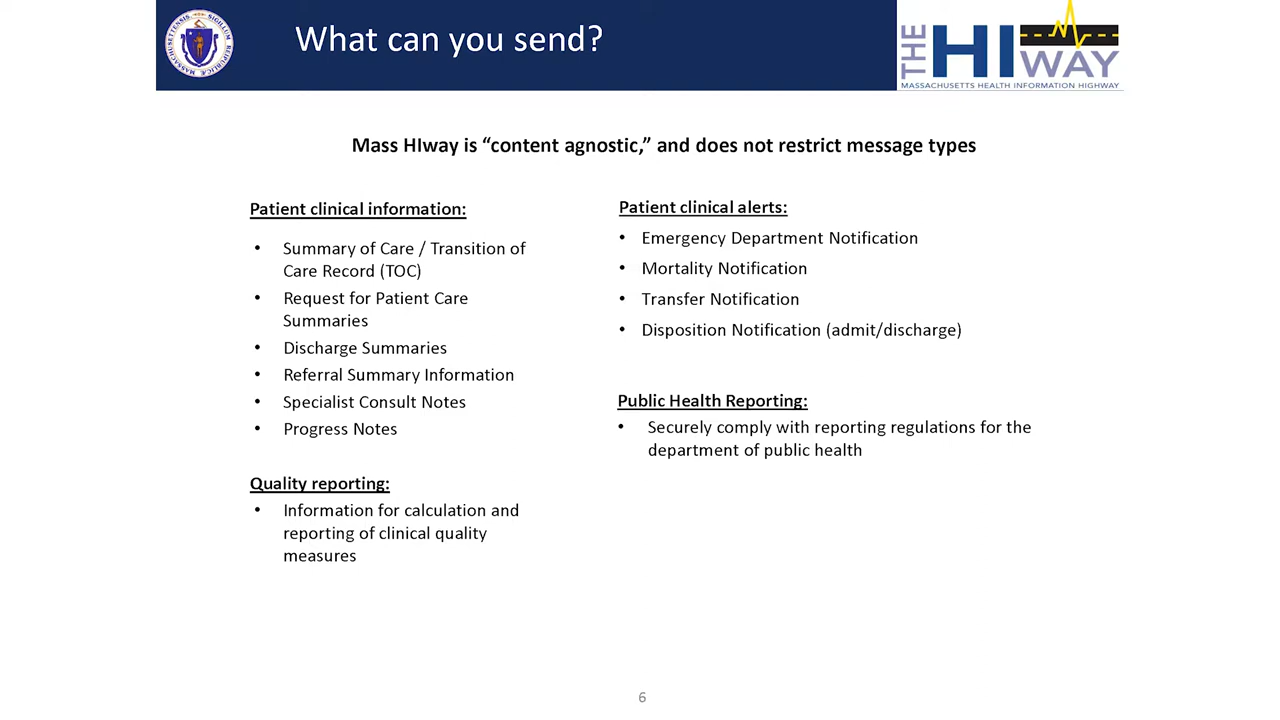 What can you send?
THE HIWAY
MASSACHUSETTS HEALTH INFORMATION HIGHWAY
Mass HIway is “content agnostic,” and does not restrict message types
Patient clinical information:
• Summary of Care / Transition of
Care Record (TOC)
• Request for Patient Care
Summaries
• Discharge Summaries
• Referral Summary Information
• Specialist Consult Notes
• Progress Notes
Quality reporting:
• Information for calculation and
reporting of clinical quality
measures
Patient clinical alerts:
• Emergency Department Notification
• Mortality Notification
• Transfer Notification
• Disposition Notification (admit/discharge)
Public Health Reporting:
• Securely comply with reporting regulations for the
department of public health
6